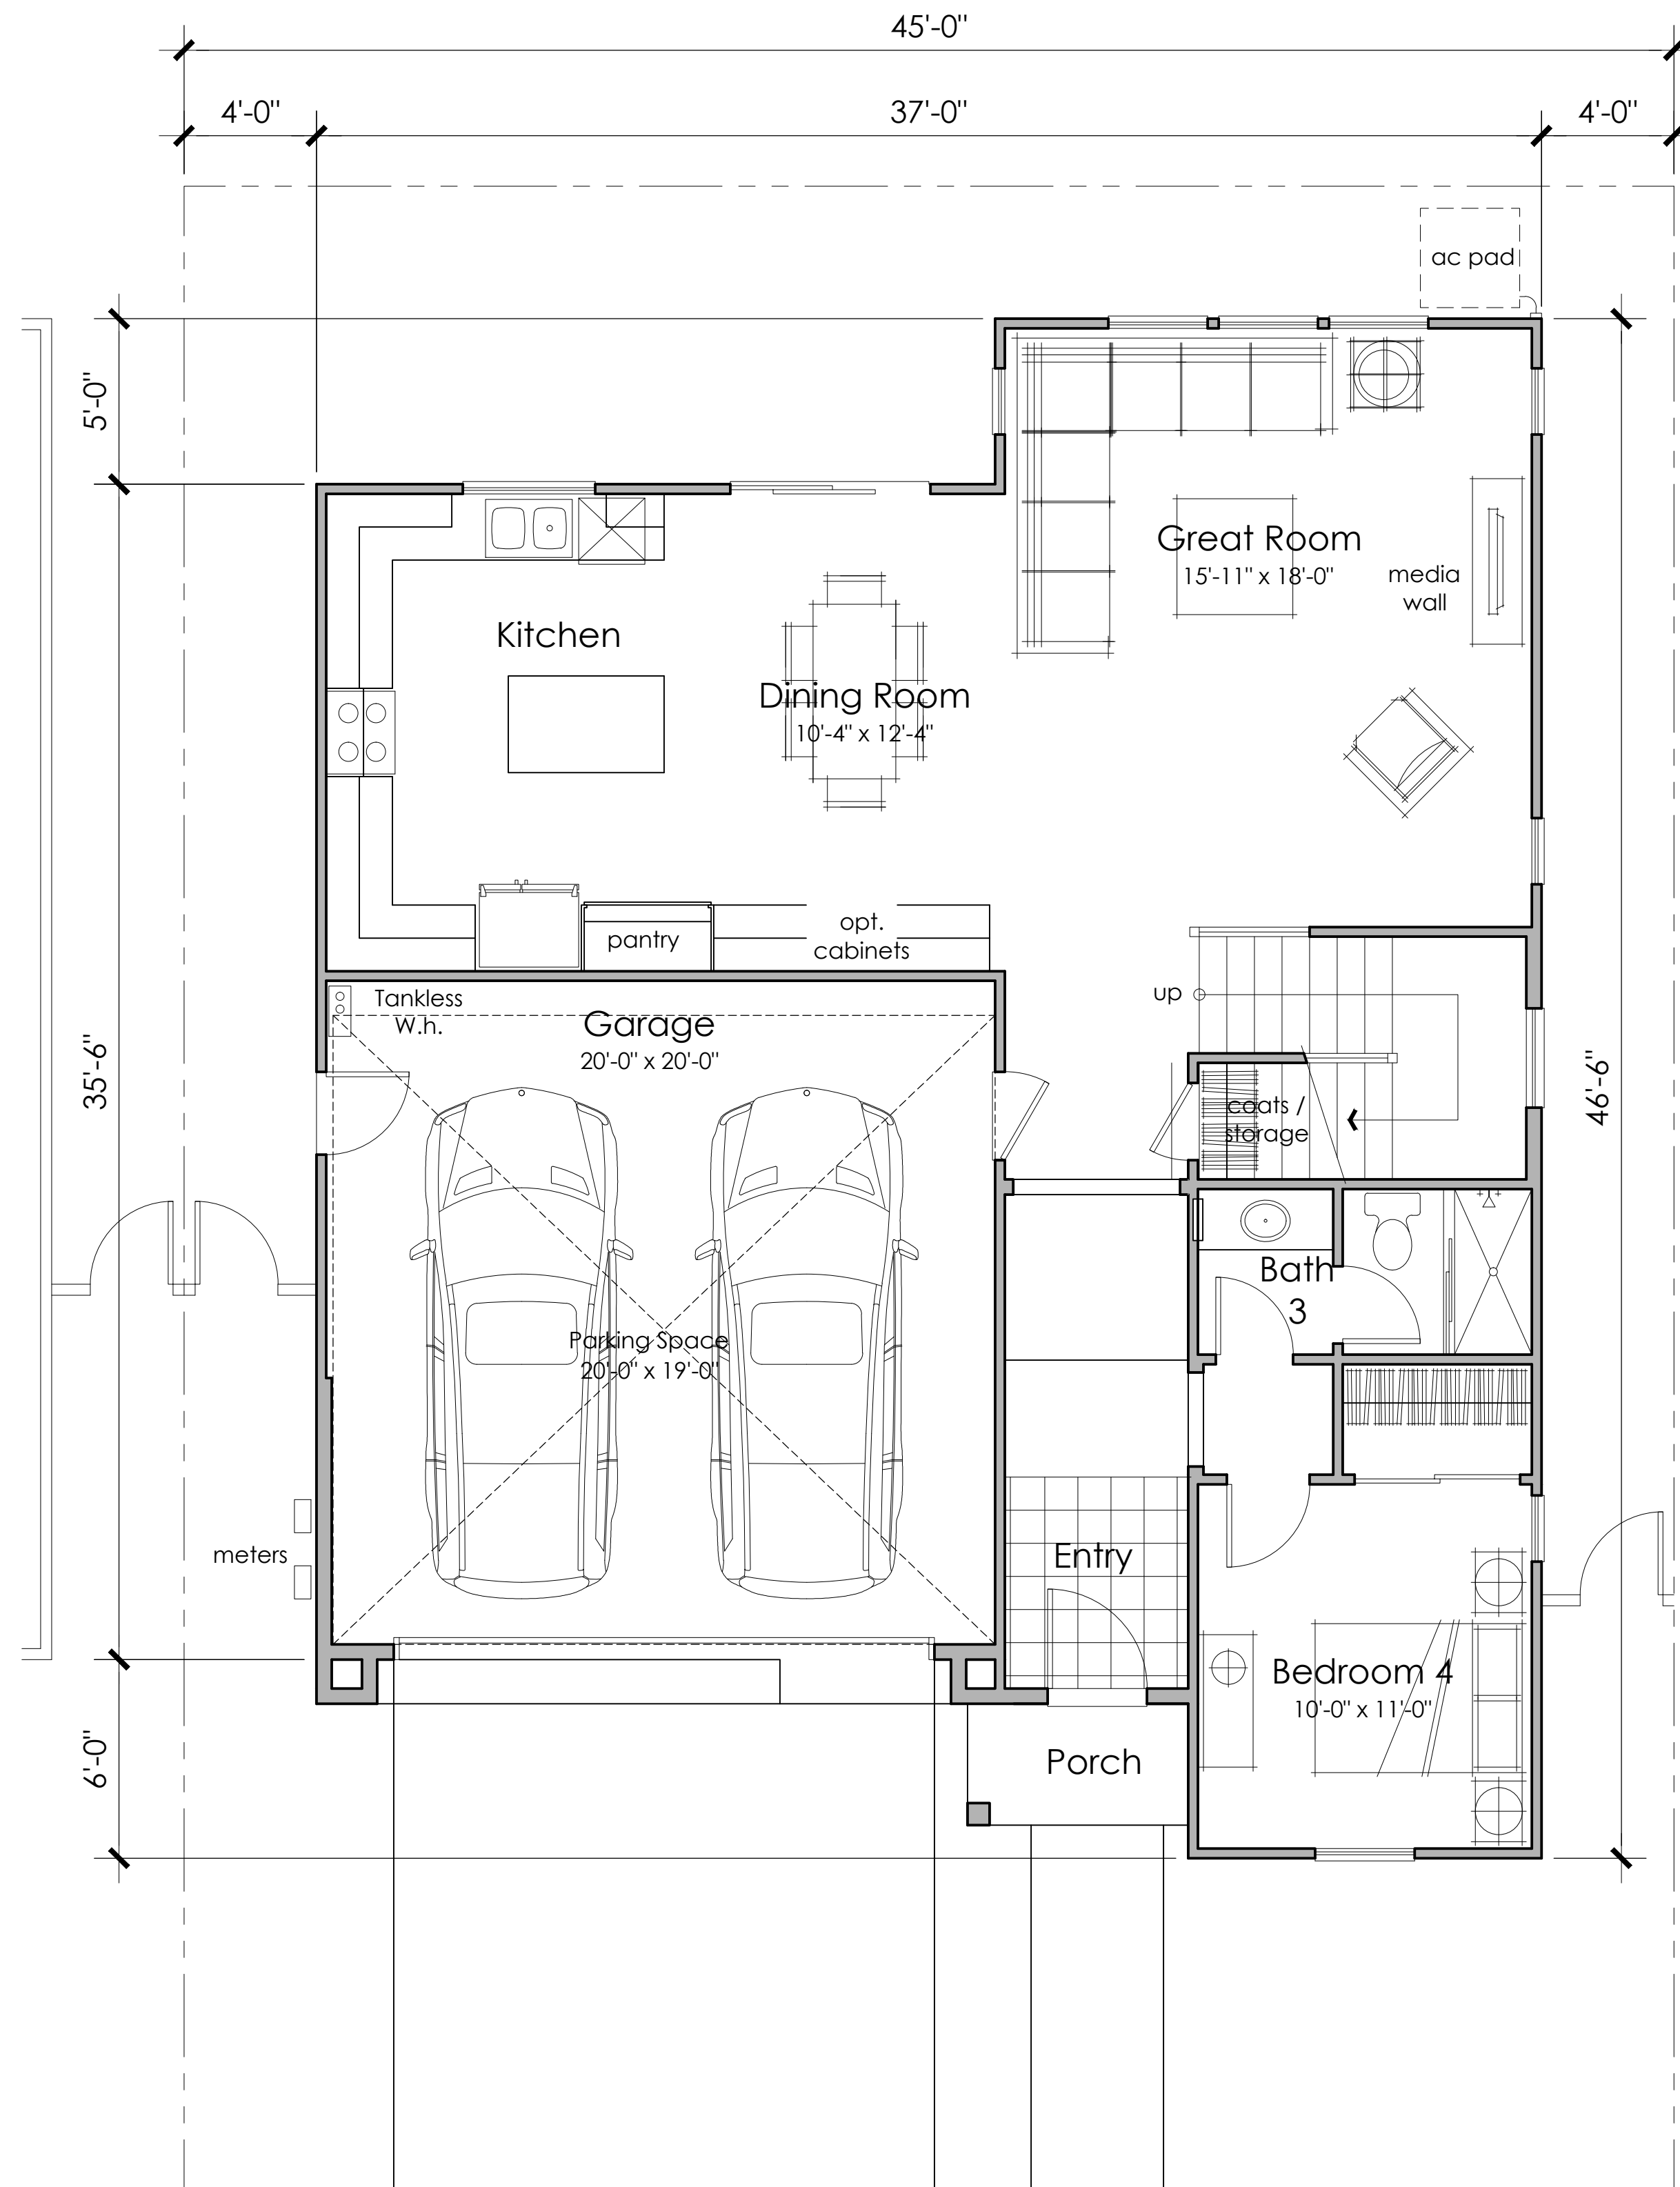 45'-0"
4'-0"
37'-0"
4'-0"
ac pad
5'-0"
Great Room
15'-11" x 18'-0"
media
wall
Kitchen
Dining Room
10'-4" x 12'-4"
opt.
cabinets
pantry
up
Tankless
W.h.
Garage
20'-0" x 20'-0"
35'-6"
46'-6"
coats /
storage
Bath
3
Parking Space
20'-0" x 19'-0"
meters
Entry
Bedroom 4
10'-0" x 11'-0"
6'-0"
Porch